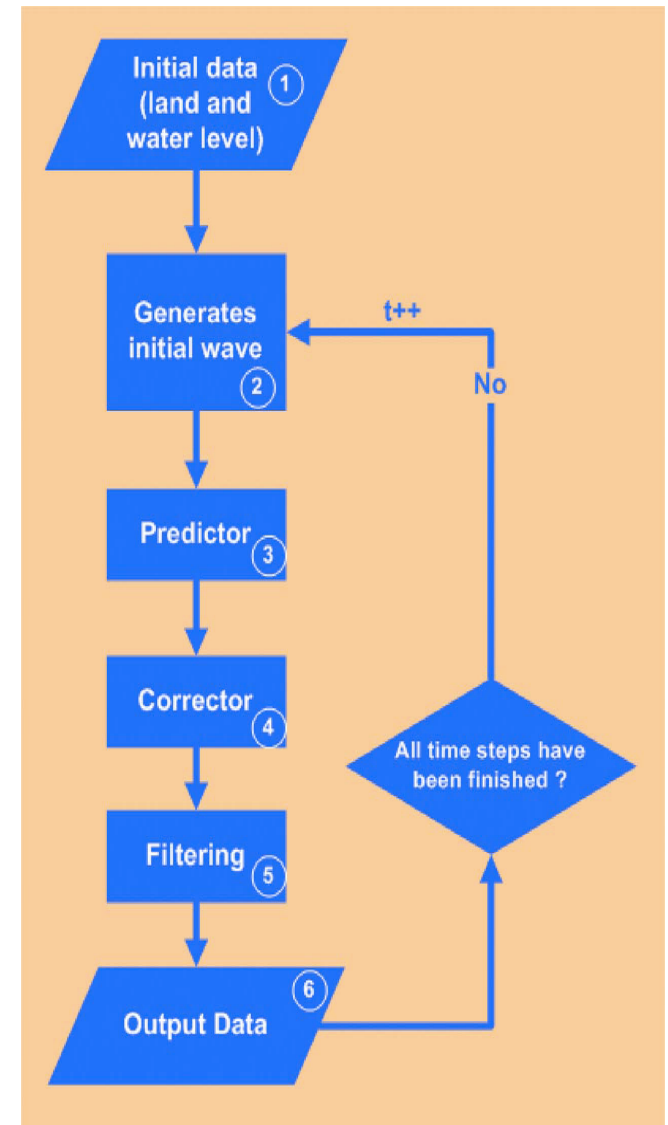 Initial data
(land and
water level)
1
Generates
initial wave
2
Predictor
3
Corrector
4
Filtering
5
Output Data
6
All time steps have
been finished ?
No
t++